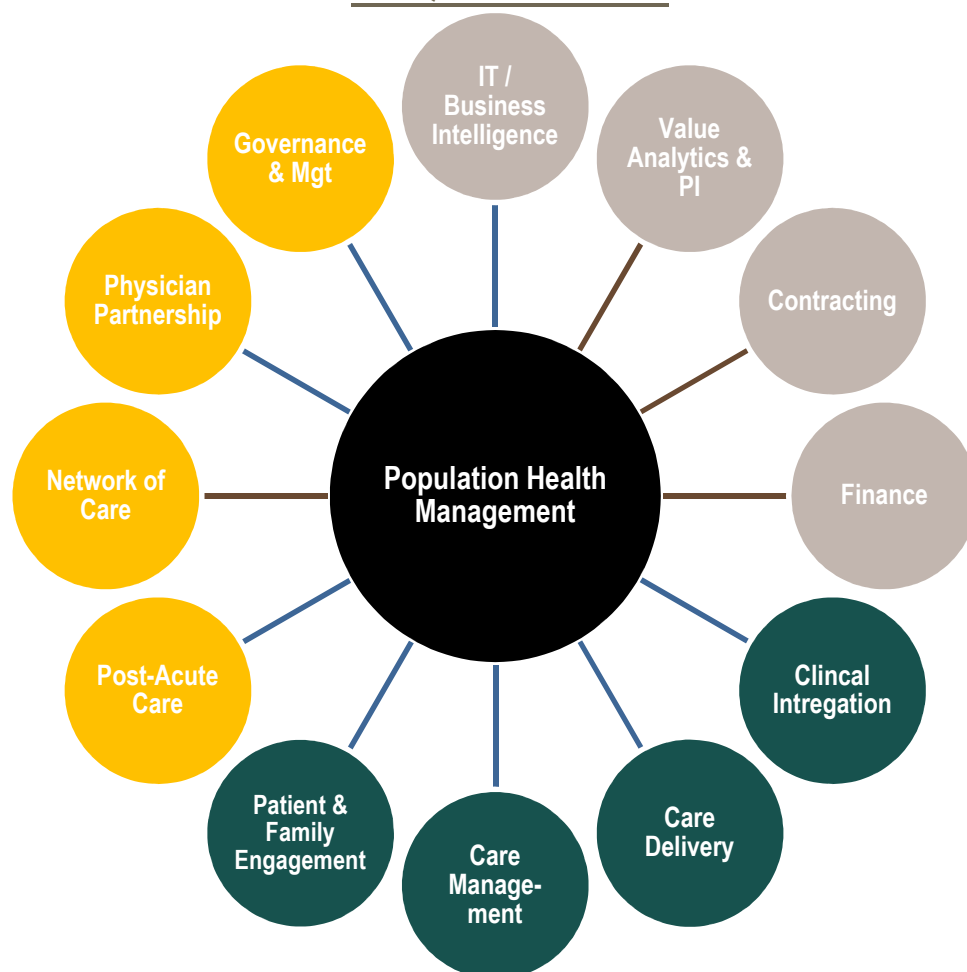 IT /
Business
Intelligence
Value
Analytics &
PI
Contracting
Finance
Clincal
Intregation
Care
Delivery
Care
Manage-
ment
Patient &
Family
Engagement
Post-Acute
Care
Network of
Care
Physician
Partnership
Governance
& Mgt
Population Health
Management